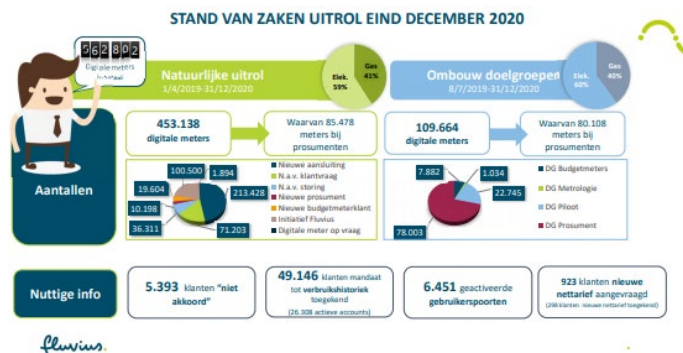 STAND VAN ZAKEN UITROL EIND DECEMBER 2020
562802
Digitale meters
Natuurlijke uitrol
1/4/2019-31/12/2020
Elek.
59%
Gas
41%
Ombouw doelgroepen
8/7/2019-31/12/2020
Elek.
60%
Gas
40%
Aantallen
453.138
digitale meters
Waarvan 85.478
meters bij
prosumenten
109.664
digitale meters
Waarvan 80.108
meters bij
prosumenten
100.500
1.894
19.604
213.428
10.198
36.311
71.203
Nieuwe aansluiting
N.a.v. klantvraag
N.a.v. storing
Nieuwe prosument
Nieuwe budgetmeterklant
Initiatief Fluvius
Digitale meter op vraag
7.882
1.034
22.745
78.003
DG Budgetmeters
DG Metrologie
DG Piloot
DG Prosument
Nuttige info
5.393 klanten "niet
akkoord"
49.146 klanten mandaat
tot verbruikshistoriek
toegekend
(26.308 actieve accounts)
6.451 geactiveerde
gebruikerspoorten
923 klanten nieuwe
nettarief aangevraagd
(298 klanten nieuwe nettarief toegekend)
fluvius.